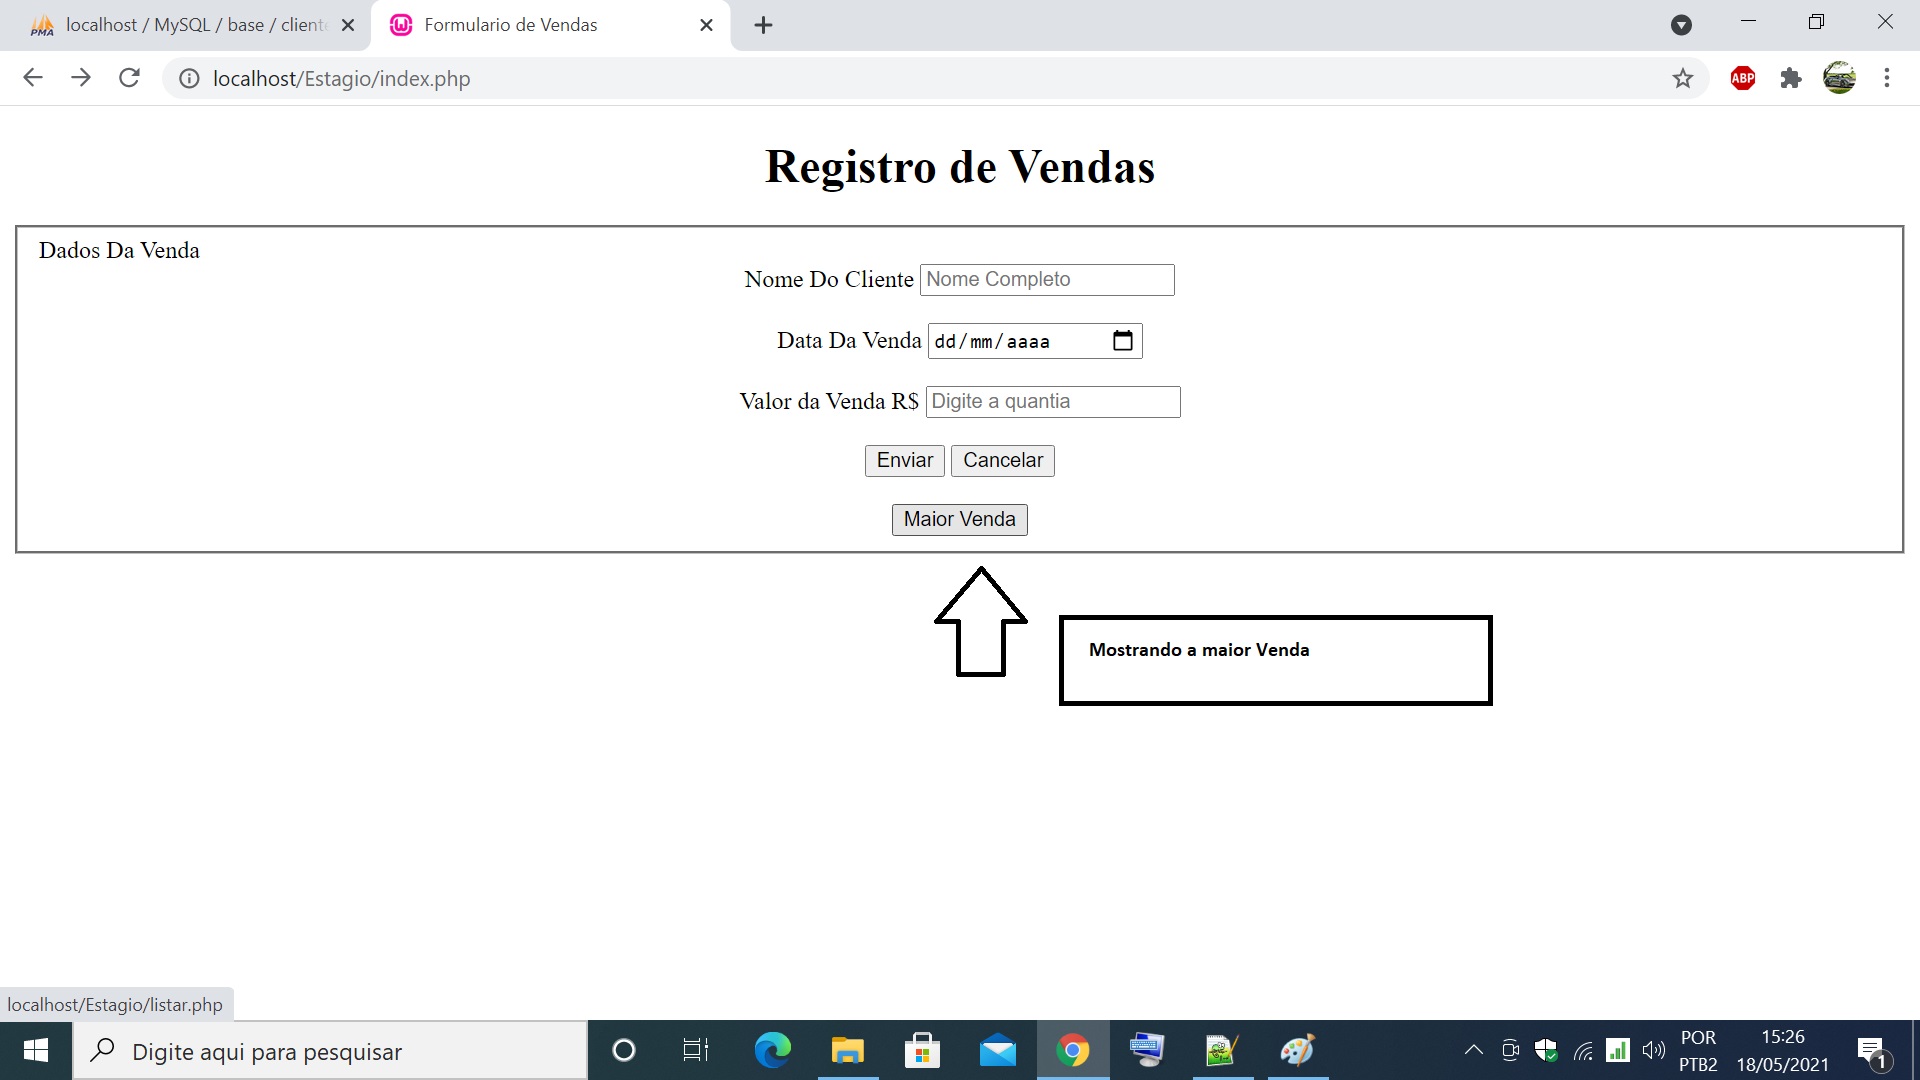 localhost / MySQL / base / cliente
Formulario de Vendas
localhost/Estagio/index.php
ABP
Registro de Vendas
Dados Da Venda
Nome Do Cliente Nome Completo
Data Da Venda dd/mm/aaaa
Valor da Venda R$ Digite a quantia
Enviar Cancelar
Maior Venda
Mostrando a maior Venda
localhost/Estagio/listar.php
Digite aqui para pesquisar
POR 15:26
PTB2 18/05/2021
1
PMA